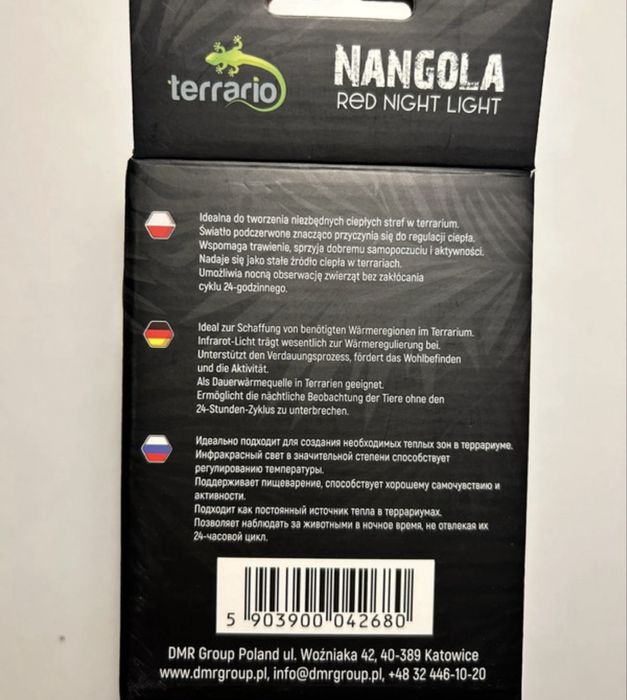 terrario
NANGOLA
RED NIGHT LIGHT
Idealna do tworzenia niezbędnych ciepłych stref w terrarium.
Światło podczerwone znacząco przyczynia się do regulacji ciepła.
Wspomaga trawienie, sprzyja dobremu samopoczuciu i aktywności.
Nadaje się jako stałe źródło ciepła w terrariach.
Umożliwia nocną obserwację zwierząt bez zakłócania
cyklu 24-godzinnego.
Ideal zur Schaffung von benötigten Wärmeregionen im Terrarium.
Infrarot-Licht trägt wesentlich zur Wärmeregulierung bei.
Unterstützt den Verdauungsprozess, fördert das Wohlbefinden
und die Aktivität.
Als Dauerwärmequelle in Terrarien geeignet.
Ermöglicht die nächtliche Beobachtung der Tiere ohne den
24-Stunden-Zyklus zu unterbrechen.
Идеально подходит для создания необходимых теплых зон в террариуме.
Инфракрасный свет в значительной степени способствует
регулированию температуры.
Поддерживает пищеварение, способствует хорошему самочувствию и
активности.
Подходит как постоянный источник тепла в террариумах.
Позволяет наблюдать за животными в ночное время, не отвлекая их
24-часовой цикл.
5 903900 042680
DMR Group Poland ul. Woźniaka 42, 40-389 Katowice
www.dmrgroup.pl, info@dmrgroup.pl, +48 32 446-10-20